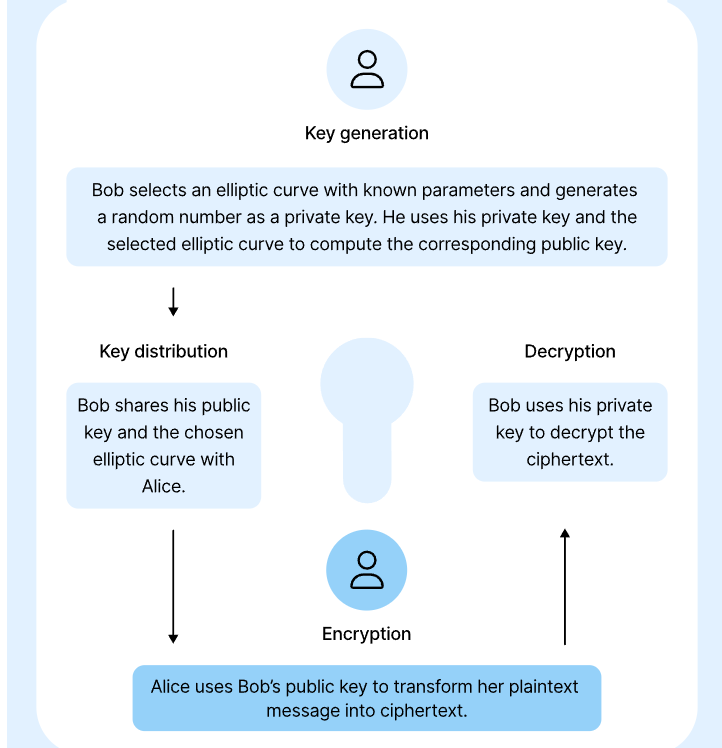 Key generation
Bob selects an elliptic curve with known parameters and generates
a random number as a private key. He uses his private key and the
selected elliptic curve to compute the corresponding public key.
Key distribution
Bob shares his public
key and the chosen
elliptic curve with
Alice.
Decryption
Bob uses his private
key to decrypt the
ciphertext.
Encryption
Alice uses Bob’s public key to transform her plaintext
message into ciphertext.